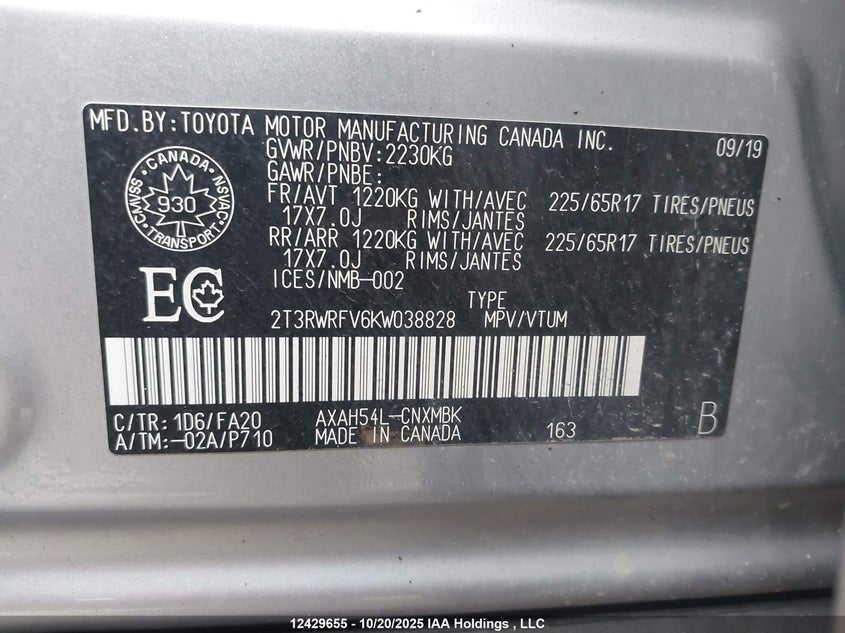 MFD.BY:TOYOTA MOTOR MANUFACTURING CANADA INC. 09/19
GVWR/PNBV:2230KG
GAWR/PNBE:
FR/AVT 1220KG WITH/AVEC 225/65R17 TIRES/PNEUS
17X7.0J RIMS/JANTES
RR/ARR 1220KG WITH/AVEC 225/65R17 TIRES/PNEUS
17X7.0J RIMS/JANTES
ICES/NMB-002
CANADA
CMVSS 930 NSVAC
TRANSPORT
EC
TYPE
2T3RWRFV6KW038828 MPV/VTUM
C/TR: 1D6/FA20 AXAH54L-CNXMBK
A/TM:-02A/P710 MADE IN CANADA 163 B
12429655 - 10/20/2025 IAA Holdings , LLC